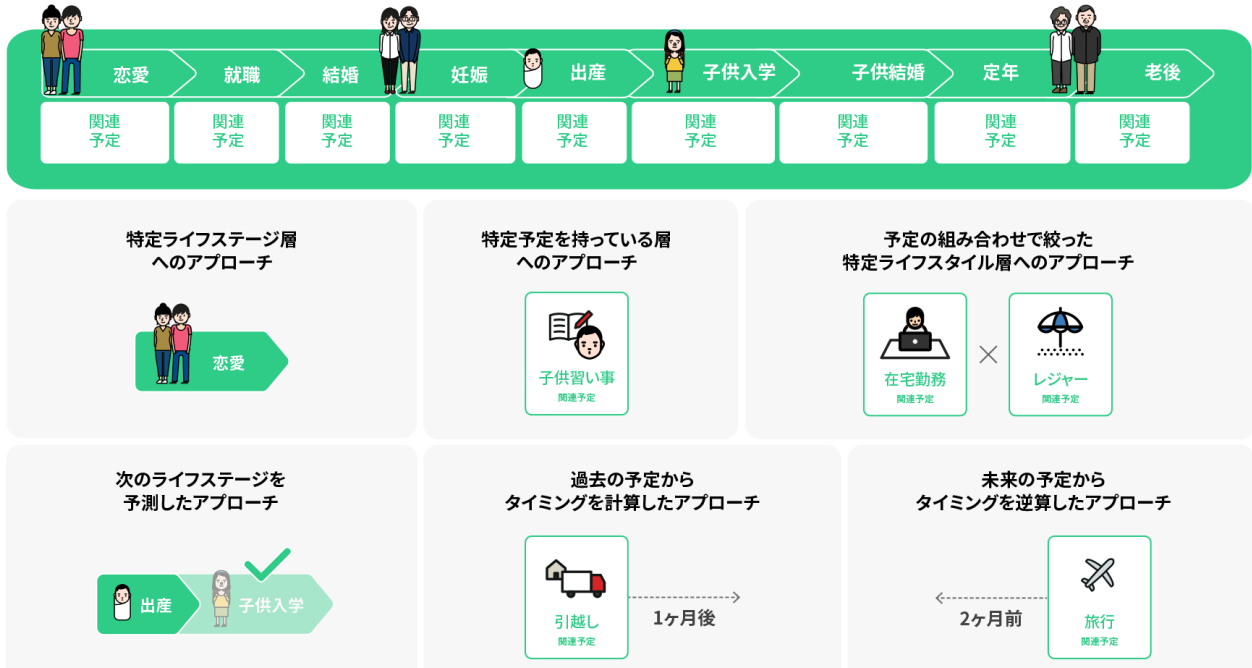 恋愛
就職
結婚
妊娠
出産
子供入学
子供結婚
定年
老後
関連
予定
関連
予定
関連
予定
関連
予定
関連
予定
関連
予定
関連
予定
関連
予定
関連
予定
特定ライフステージ層
へのアプローチ
恋愛
特定予定を持っている層
へのアプローチ
子供習い事
関連予定
予定の組み合わせで絞った
特定ライフスタイル層へのアプローチ
在宅勤務
関連予定
×
レジャー
関連予定
次のライフステージを
予測したアプローチ
出産
子供入学
過去の予定から
タイミングを計算したアプローチ
引越し
関連予定
1ヶ月後
未来の予定から
タイミングを逆算したアプローチ
2ヶ月前
旅行
関連予定